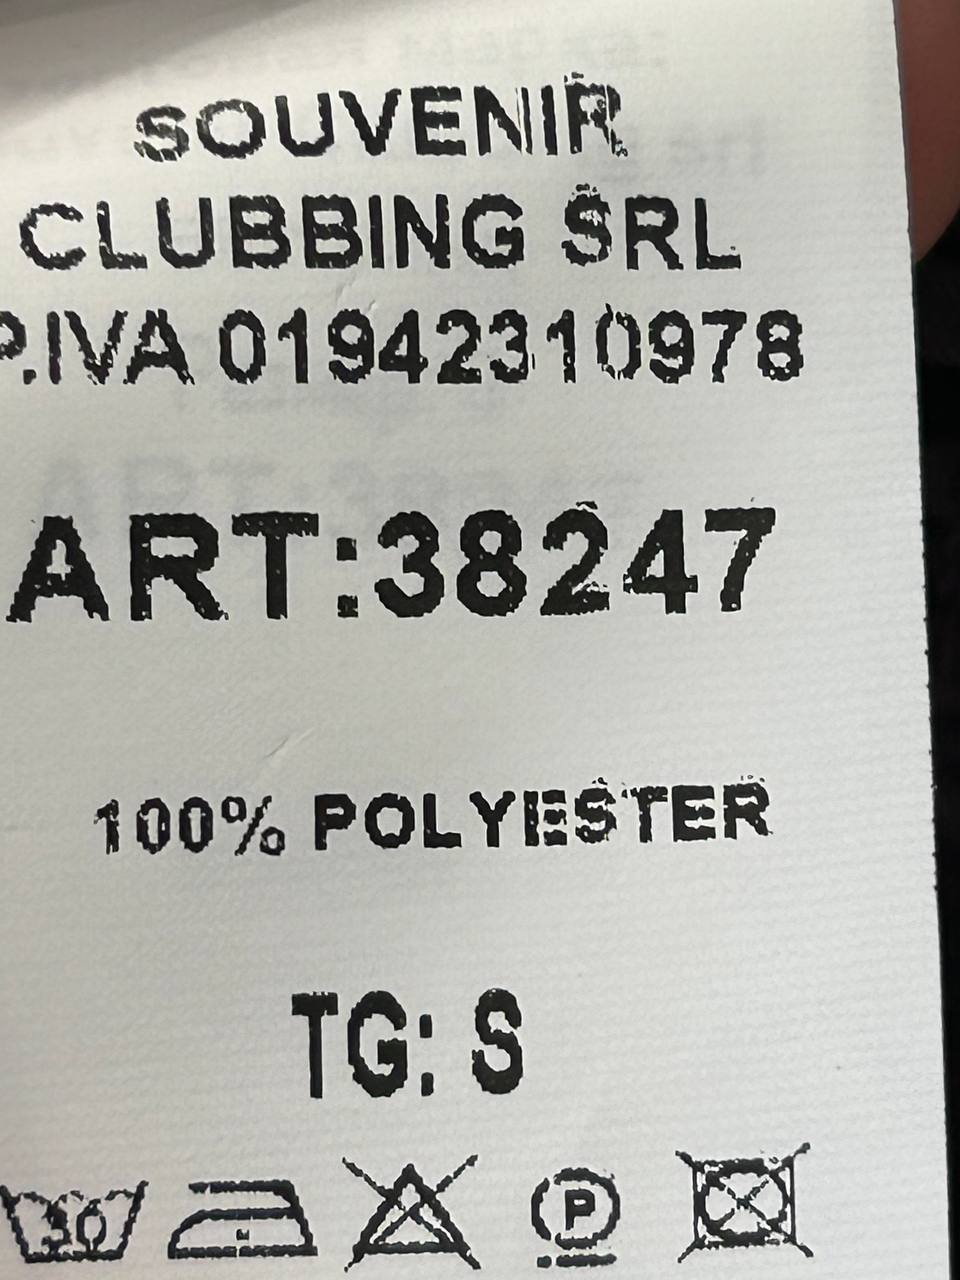 SOUVENIR
CLUBBING SRL
P.IVA 01942310978
ART:38247
100% POLYESTER
TG: S
30
P